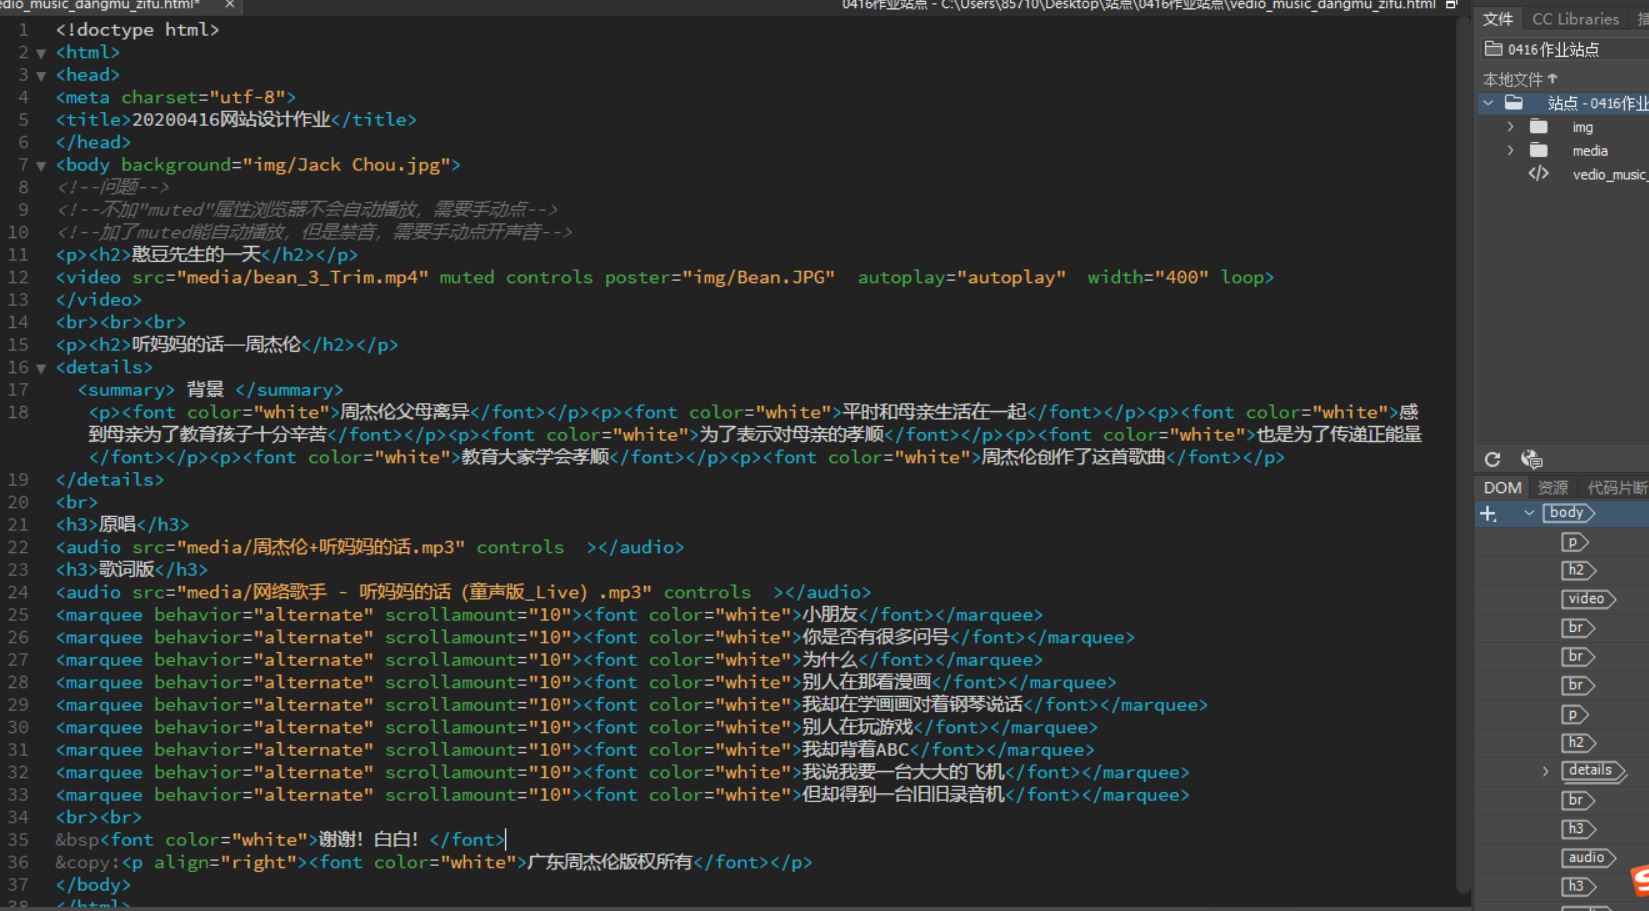 vedio_music_dangmu_zifu.html* ×
0416作业站点 - C:\Users\85710\Desktop\站点\0416作业站点\vedio_music_dangmu_zifu.html
1 <!doctype html>
2 <html>
3 <head>
4 <meta charset="utf-8">
5 <title>20200416网站设计作业</title>
6 </head>
7 <body background="img/Jack Chou.jpg">
8 <!--问题-->
9 <!--不加"muted"属性浏览器不会自动播放，需要手动点-->
10 <!--加了muted能自动播放，但是禁音，需要手动点开声音-->
11 <p><h2>憨豆先生的一天</h2></p>
12 <video src="media/bean_3_Trim.mp4" muted controls poster="img/Bean.JPG" autoplay="autoplay" width="400" loop>
13 </video>
14 <br><br><br>
15 <p><h2>听妈妈的话——周杰伦</h2></p>
16 <details>
17 <summary> 背景 </summary>
18 <p><font color="white">周杰伦父母离异</font></p><p><font color="white">平时和母亲生活在一起</font></p><p><font color="white">感
到母亲为了教育孩子十分辛苦</font></p><p><font color="white">为了表示对母亲的孝顺</font></p><p><font color="white">也是为了传递正能量
</font></p><p><font color="white">教育大家学会孝顺</font></p><p><font color="white">周杰伦创作了这首歌曲</font></p>
19 </details>
20 <br>
21 <h3>原唱</h3>
22 <audio src="media/周杰伦+听妈妈的话.mp3" controls ></audio>
23 <h3>歌词版</h3>
24 <audio src="media/网络歌手 - 听妈妈的话（童声版_Live）.mp3" controls ></audio>
25 <marquee behavior="alternate" scrollamount="10"><font color="white">小朋友</font></marquee>
26 <marquee behavior="alternate" scrollamount="10"><font color="white">你是否有很多问号</font></marquee>
27 <marquee behavior="alternate" scrollamount="10"><font color="white">为什么</font></marquee>
28 <marquee behavior="alternate" scrollamount="10"><font color="white">别人在那看漫画</font></marquee>
29 <marquee behavior="alternate" scrollamount="10"><font color="white">我却在学画画对着钢琴说话</font></marquee>
30 <marquee behavior="alternate" scrollamount="10"><font color="white">别人在玩游戏</font></marquee>
31 <marquee behavior="alternate" scrollamount="10"><font color="white">我却背着ABC</font></marquee>
32 <marquee behavior="alternate" scrollamount="10"><font color="white">我说我要一台大大的飞机</font></marquee>
33 <marquee behavior="alternate" scrollamount="10"><font color="white">但却得到一台旧旧录音机</font></marquee>
34 <br><br>
35 &bsp<font color="white">谢谢！白白！</font>
36 &copy:<p align="right"><font color="white">广东周杰伦版权所有</font></p>
37 </body>
38 </html>
文件 CC Libraries 插
0416作业站点
本地文件↑
站点 - 0416作业
img
media
</> vedio_music_
DOM 资源 代码片断
body
p
h2
video
br
br
br
p
h2
details
br
h3
audio
h3